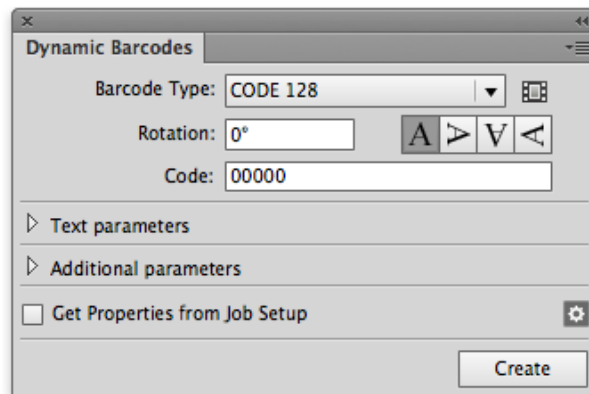 Dynamic Barcodes
Barcode Type: CODE 128
Rotation: 0° A A A A
Code: 00000
Text parameters
Additional parameters
Get Properties from Job Setup
Create